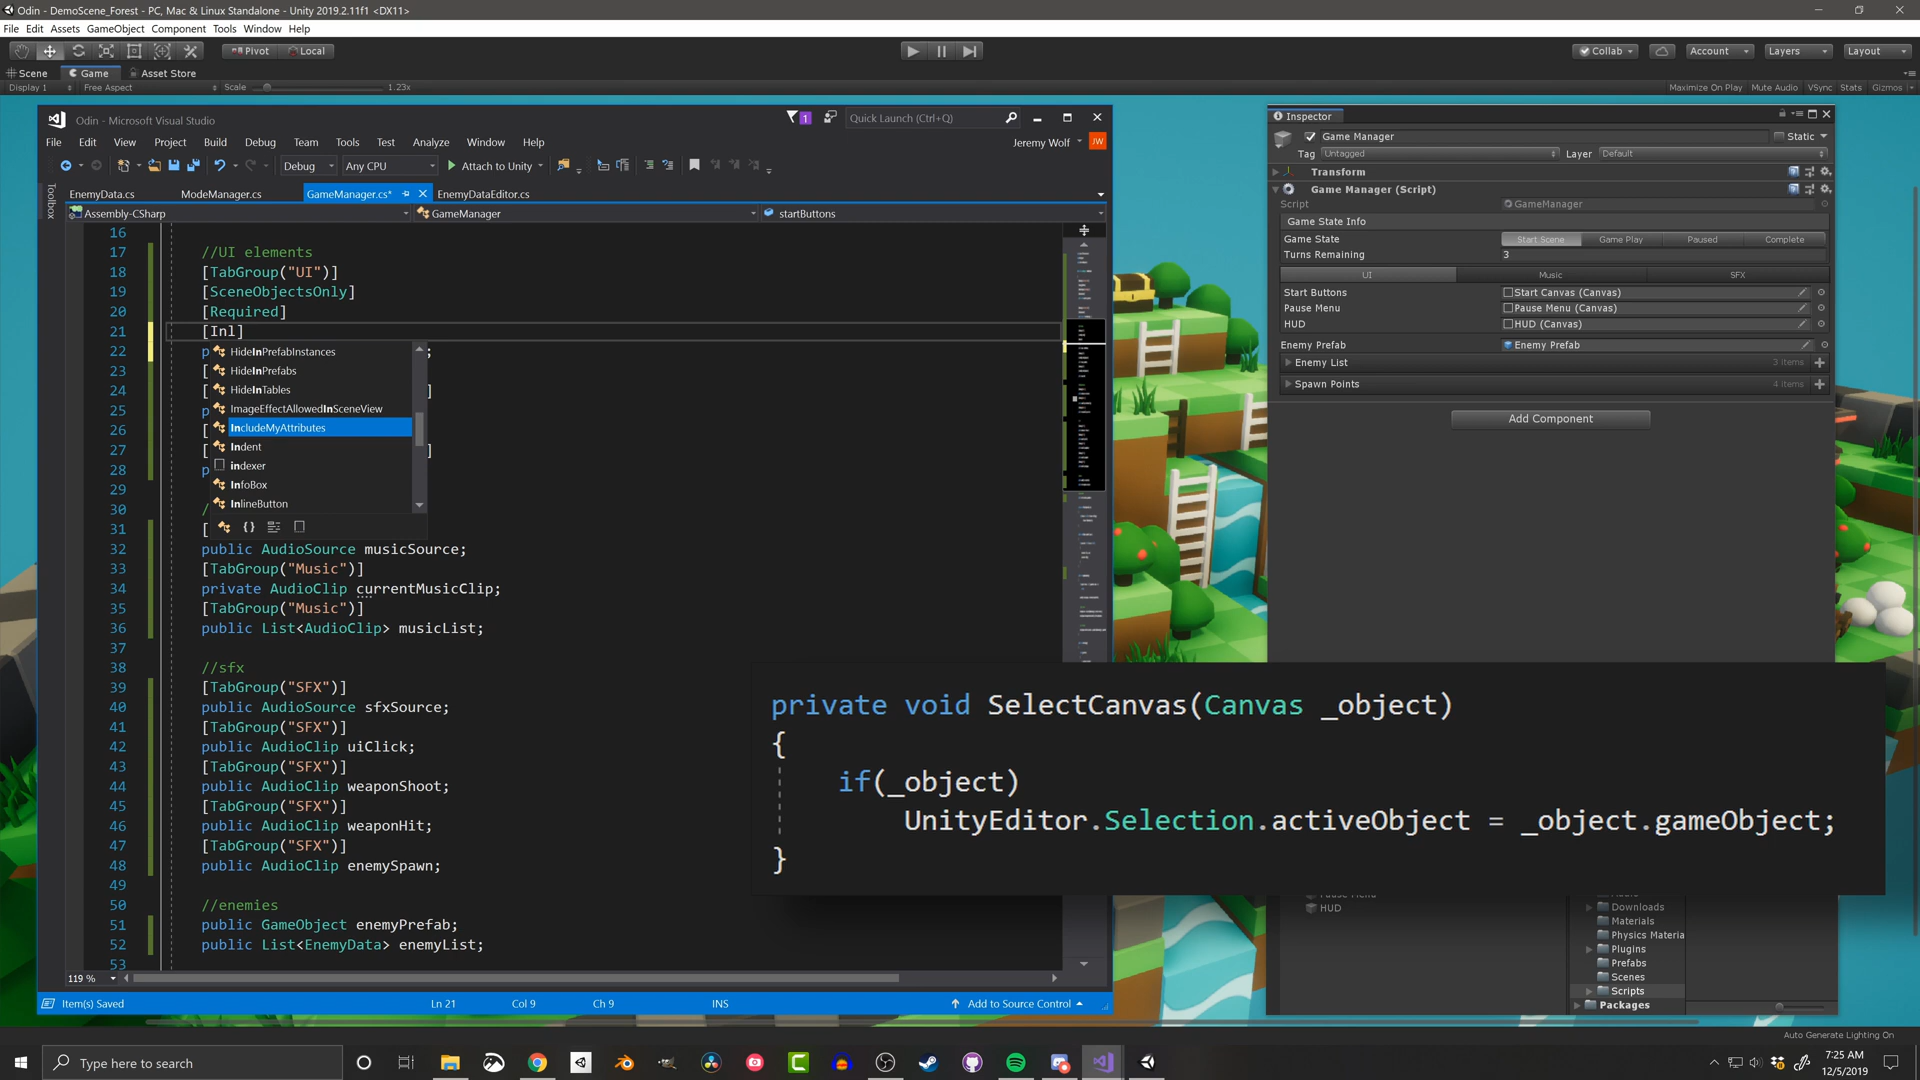 Odin - DemoScene_Forest - PC, Mac & Linux Standalone - Unity 2019.2.11f1 <DX11>
File Edit Assets GameObject Component Tools Window Help
Pivot Local
Collab Account Layers Layout
Scene Game Asset Store
Display 1 Free Aspect Scale 1.23x
Maximize On Play Mute Audio VSync Stats Gizmos
Odin - Microsoft Visual Studio
1
Quick Launch (Ctrl+Q)
File Edit View Project Build Debug Team Tools Test Analyze Window Help
Jeremy Wolf JW
Debug Any CPU Attach to Unity
Toolbox
EnemyData.cs ModeManager.cs GameManager.cs* EnemyDataEditor.cs
Assembly-CSharp GameManager startButtons
16
17 //UI elements
18 [TabGroup("UI")]
19 [SceneObjectsOnly]
20 [Required]
21 [Inl]
22 p ;
23 [
24 [ ]
25 p
26 [
27 [ ]
28 p
29
30 /
31 [
32 public AudioSource musicSource;
33 [TabGroup("Music")]
34 private AudioClip currentMusicClip;
35 [TabGroup("Music")]
36 public List<AudioClip> musicList;
37
38 //sfx
39 [TabGroup("SFX")]
40 public AudioSource sfxSource;
41 [TabGroup("SFX")]
42 public AudioClip uiClick;
43 [TabGroup("SFX")]
44 public AudioClip weaponShoot;
45 [TabGroup("SFX")]
46 public AudioClip weaponHit;
47 [TabGroup("SFX")]
48 public AudioClip enemySpawn;
49
50 //enemies
51 public GameObject enemyPrefab;
52 public List<EnemyData> enemyList;
53
HideInPrefabInstances
HideInPrefabs
HideInTables
ImageEffectAllowedInSceneView
IncludeMyAttributes
Indent
indexer
InfoBox
InlineButton
{}
119 %
Item(s) Saved Ln 21 Col 9 Ch 9 INS Add to Source Control
Inspector
Game Manager Static
Tag Untagged Layer Default
Transform
Game Manager (Script)
Script GameManager
Game State Info
Game State Start Scene Game Play Paused Complete
Turns Remaining 3
UI Music SFX
Start Buttons Start Canvas (Canvas)
Pause Menu Pause Menu (Canvas)
HUD HUD (Canvas)
Enemy Prefab Enemy Prefab
Enemy List 3 items
Spawn Points 4 items
Add Component
private void SelectCanvas(Canvas _object)
{
if(_object)
UnityEditor.Selection.activeObject = _object.gameObject;
}
HUD
Downloads
Materials
Physics Materia
Plugins
Prefabs
Scenes
Scripts
Packages
Auto Generate Lighting On
Type here to search
7:25 AM
12/5/2019